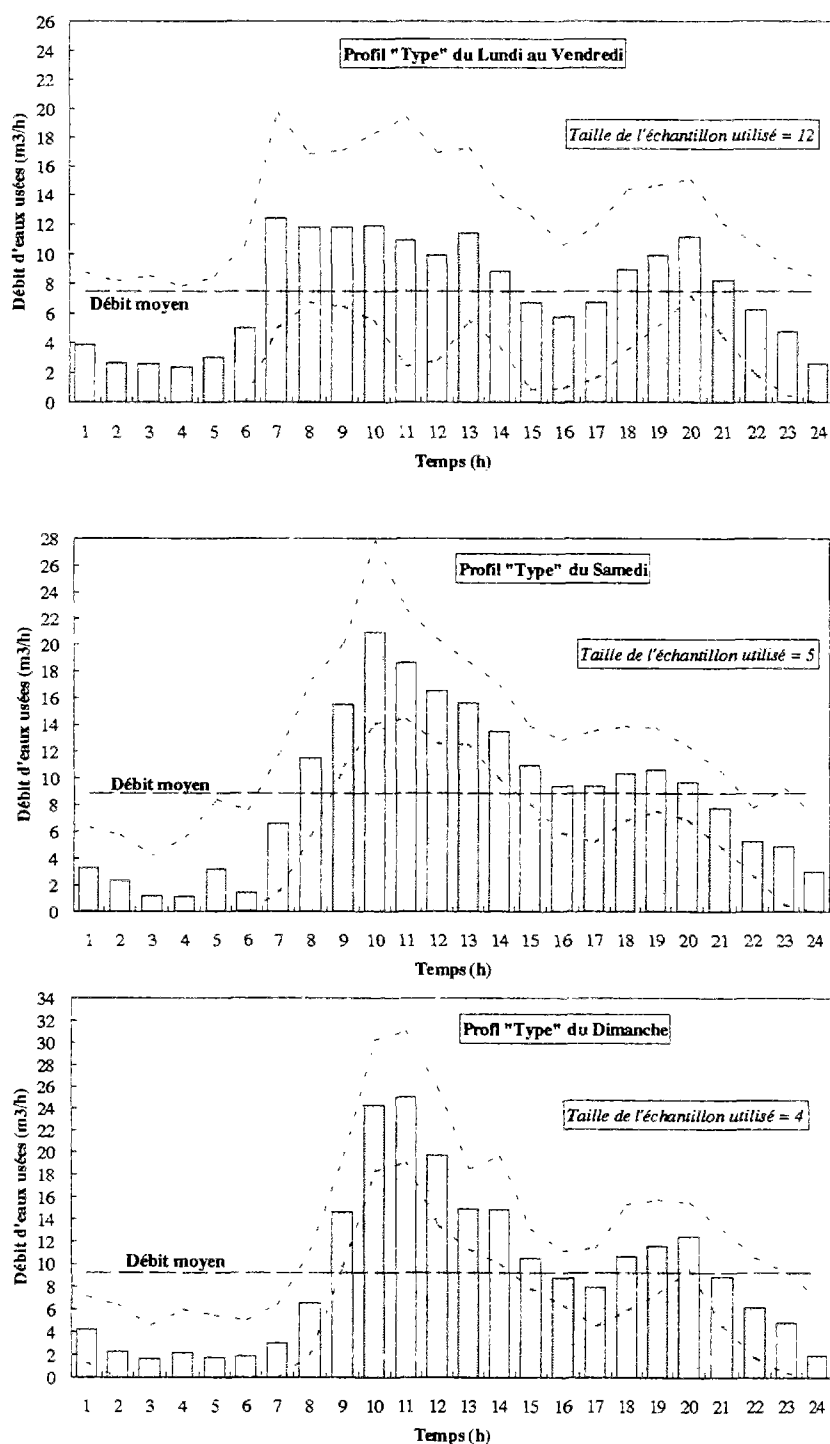 Profil "Type" du Lundi au Vendredi
Taille de l'échantillon utilisé = 12
Débit d'eaux usées (m3/h)
26
24
22
20
18
16
14
12
10
8
6
4
2
0
Débit moyen
1 2 3 4 5 6 7 8 9 10 11 12 13 14 15 16 17 18 19 20 21 22 23 24
Temps (h)
Profil "Type" du Samedi
Taille de l'échantillon utilisé = 5
Débit d'eaux usées (m3/h)
28
26
24
22
20
18
16
14
12
10
8
6
4
2
0
Débit moyen
1 2 3 4 5 6 7 8 9 10 11 12 13 14 15 16 17 18 19 20 21 22 23 24
Temps (h)
Profl "Type" du Dimanche
Taille de l'échantillon utilisé = 4
Débit d'eaux usées (m3/h)
34
32
30
28
26
24
22
20
18
16
14
12
10
8
6
4
2
0
Débit moyen
1 2 3 4 5 6 7 8 9 10 11 12 13 14 15 16 17 18 19 20 21 22 23 24
Temps (h)